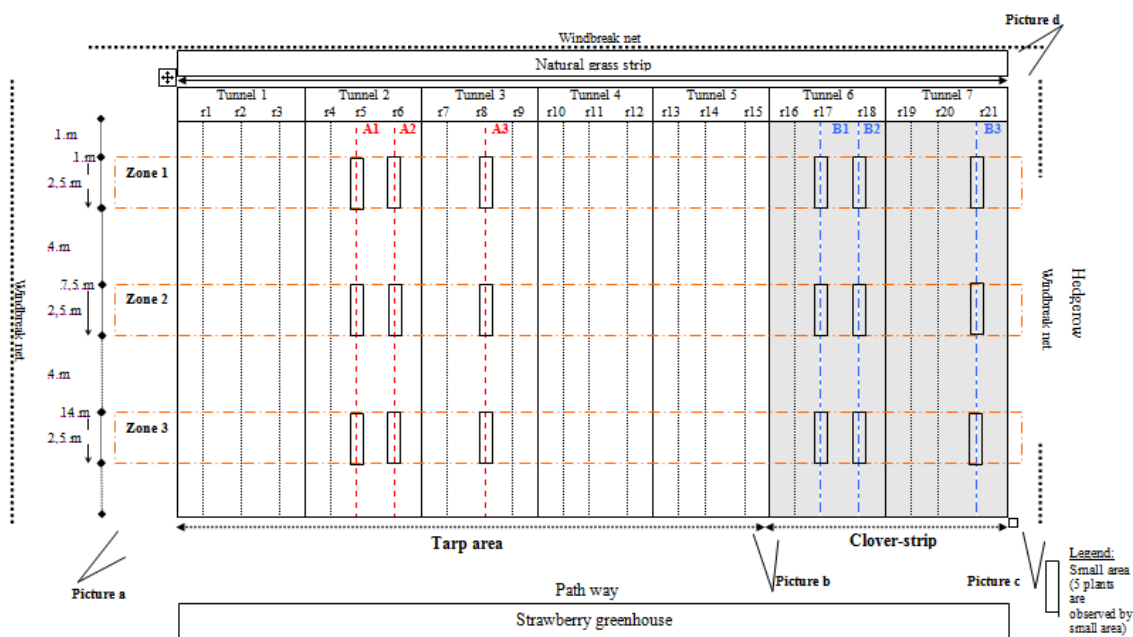 Picture d
Windbreak net
Natural grass strip
Tunnel 1 Tunnel 2 Tunnel 3 Tunnel 4 Tunnel 5 Tunnel 6 Tunnel 7
r1 r2 r3 r4 r5 r6 r7 r8 r9 r10 r11 r12 r13 r14 r15 r16 r17 r18 r19 r20 r21
A1 A2 A3 B1 B2 B3
1.m
1.m
Zone 1
2,5.m
4.m
7,5.m
Zone 2
2,5.m
4.m
14.m
Zone 3
2,5.m
Windbreak net
Windbreak net
Hedgerow
Tarp area
Clover-strip
Picture a
Picture b
Picture c
Legend:
Small area
(5 plants
are
observed by
small area)
Path way
Strawberry greenhouse